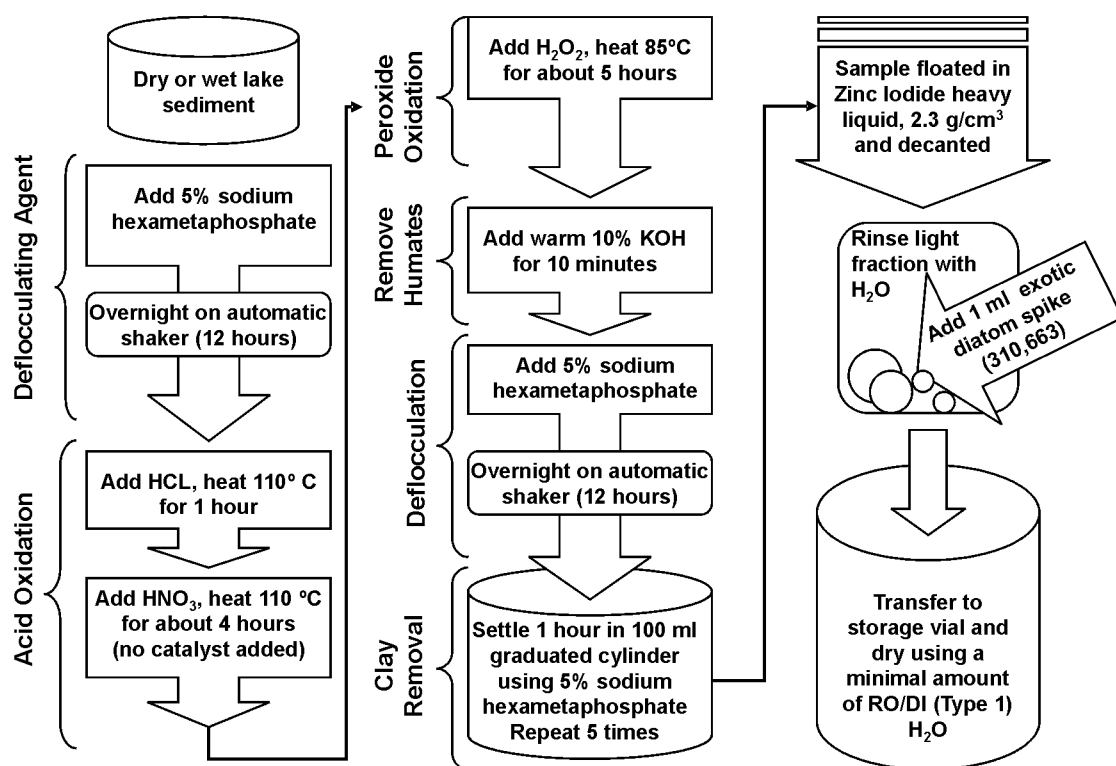 Dry or wet lake
sediment
Deflocculating Agent
Add 5% sodium
hexametaphosphate
Overnight on automatic
shaker (12 hours)
Acid Oxidation
Add HCL, heat 110º C
for 1 hour
Add HNO₃, heat 110 ºC
for about 4 hours
(no catalyst added)
Peroxide
Oxidation
Add H₂O₂, heat 85ºC
for about 5 hours
Remove
Humates
Add warm 10% KOH
for 10 minutes
Deflocculation
Add 5% sodium
hexametaphosphate
Overnight on automatic
shaker (12 hours)
Clay
Removal
Settle 1 hour in 100 ml
graduated cylinder
using 5% sodium
hexametaphosphate
Repeat 5 times
Sample floated in
Zinc Iodide heavy
liquid, 2.3 g/cm³
and decanted
Rinse light
fraction with
H₂O
Add 1 ml exotic
diatom spike
(310,663)
Transfer to
storage vial and
dry using a
minimal amount
of RO/DI (Type 1)
H₂O